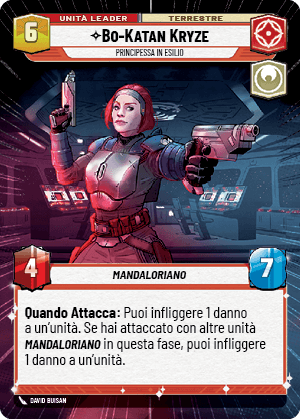 6
UNITÀ LEADER
TERRESTRE
BO-KATAN KRYZE
PRINCIPESSA IN ESILIO
4
7
MANDALORIANO
Quando Attacca: Puoi infliggere 1 danno
a un'unità. Se hai attaccato con altre unità
MANDALORIANO in questa fase, puoi infliggere
1 danno a un'unità.
DAVID BUISAN